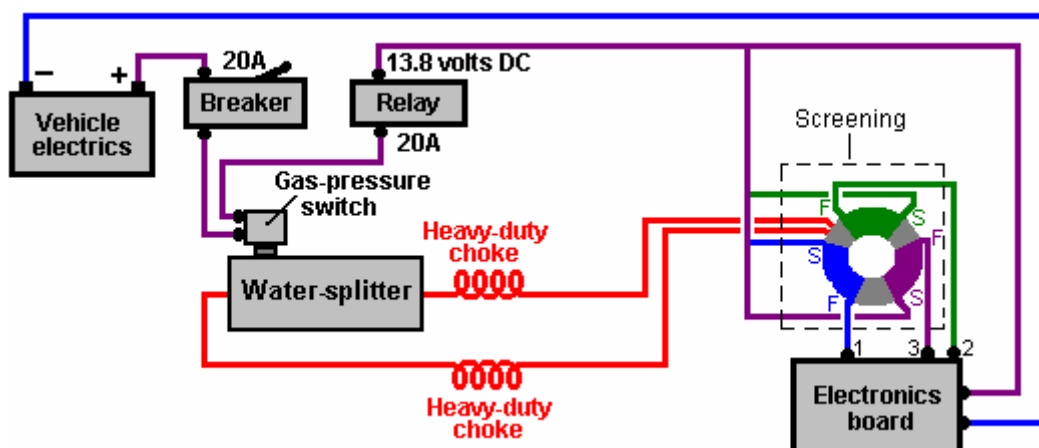 − +
20A
Breaker
13.8 volts DC
Relay
20A
Vehicle
electrics
Gas-pressure
switch
Screening
F
S
F
S
F
S
Heavy-duty
choke
Water-splitter
Heavy-duty
choke
1 3 2
Electronics
board